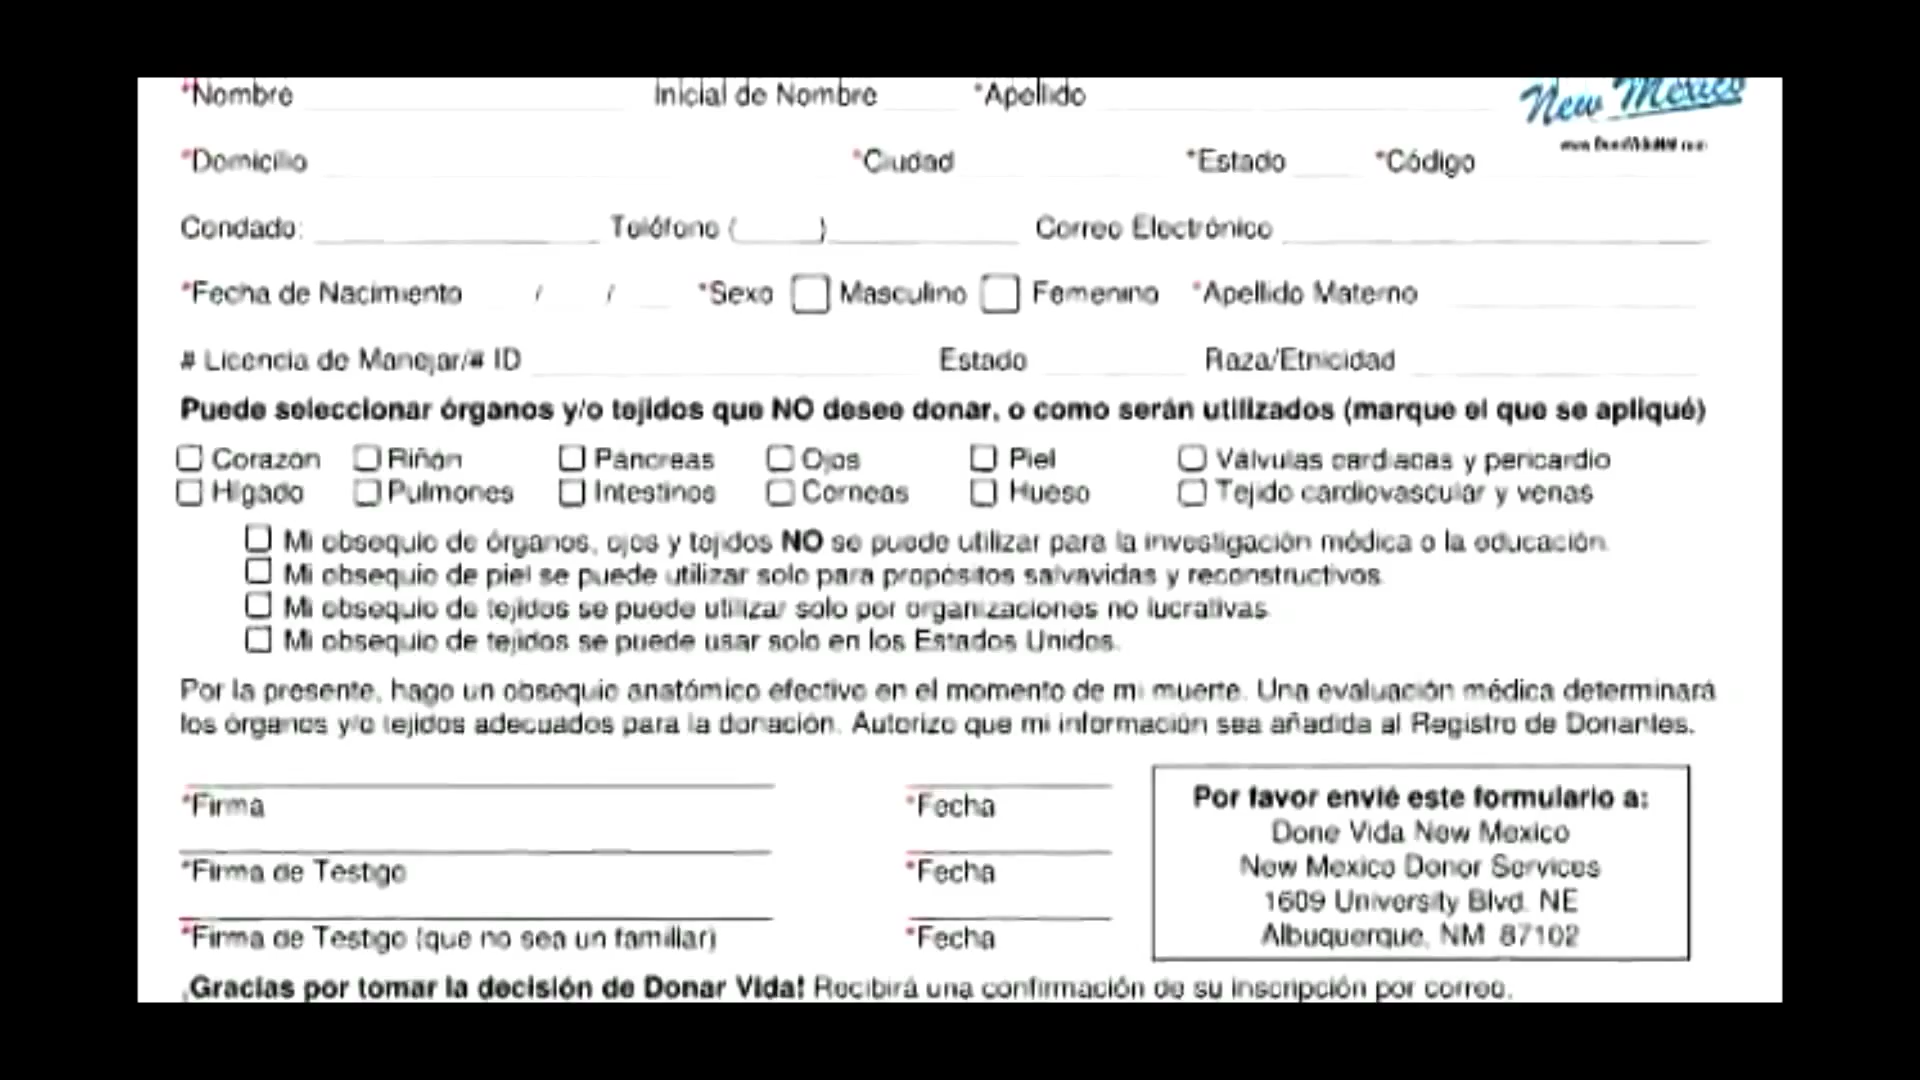 *Nombre Inicial de Nombre *Apellido
New Mexico
*Domicilio *Ciudad *Estado *Código
Condado: Teléfono ( ) Correo Electrónico
*Fecha de Nacimiento / / *Sexo Masculino Femenino *Apellido Materno
# Licencia de Manejar/# ID Estado Raza/Etnicidad
Puede seleccionar órganos y/o tejidos que NO desee donar, o como serán utilizados (marque el que se apliqué)
Corazón Riñón Páncreas Ojos Piel Válvulas cardiacas y pericardio
Hígado Pulmones Intestinos Corneas Hueso Tejido cardiovascular y venas
Mi obsequio de órganos, ojos y tejidos NO se puede utilizar para la investigación médica o la educación.
Mi obsequio de piel se puede utilizar solo para propósitos salvavidas y reconstructivos
Mi obsequio de tejidos se puede utilizar solo por organizaciones no lucrativas
Mi obsequio de tejidos se puede usar solo en los Estados Unidos.
Por la presente, hago un obsequio anatómico efectivo en el momento de mi muerte. Una evaluación médica determinará
los órganos y/o tejidos adecuados para la donación. Autorizo que mi información sea añadida al Registro de Donantes.
*Firma *Fecha
*Firma de Testigo *Fecha
*Firma de Testigo (que no sea un familiar) *Fecha
Por favor envié este formulario a:
Done Vida New Mexico
New Mexico Donor Services
1609 University Blvd. NE
Albuquerque, NM 87102
¡Gracias por tomar la decisión de Donar Vida! Recibirá una confirmación de su inscripción por correo.